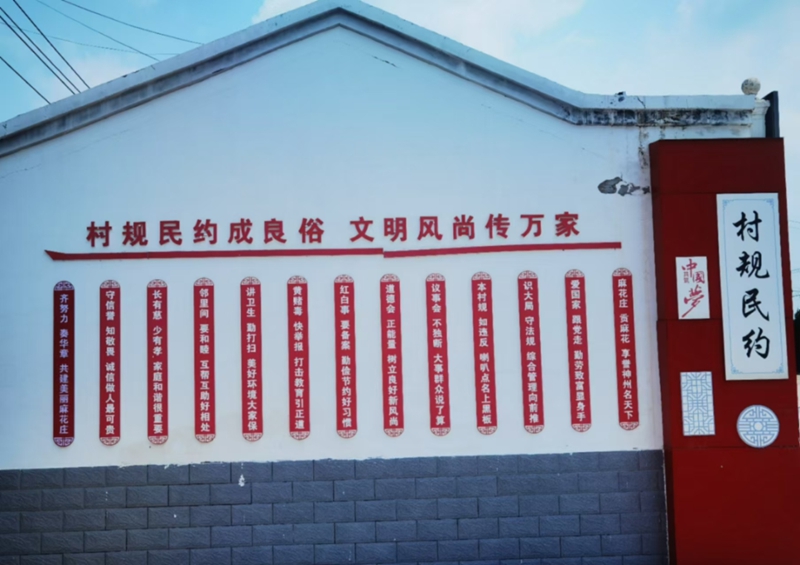 村规民约成良俗 文明风尚传万家
村规民约
中国梦
麻花庄 贡麻花 享誉神州名天下
爱国家 跟党走 勤劳致富显身手
识大局 守法规 综合管理向前推
本村规 如违反 喇叭点名上黑板
议事会 不独断 大事群众说了算
道德会 正能量 树立良好新风尚
红白事 要备案 勤俭节约好习惯
黄赌毒 快举报 打击教育引正道
讲卫生 勤打扫 美好环境大家保
邻里间 要和睦 互帮互助好相处
长有慈 少有孝 家庭和谐很重要
守信誉 知敬畏 诚信做人最可贵
齐努力 奏华章 共建美丽麻花庄